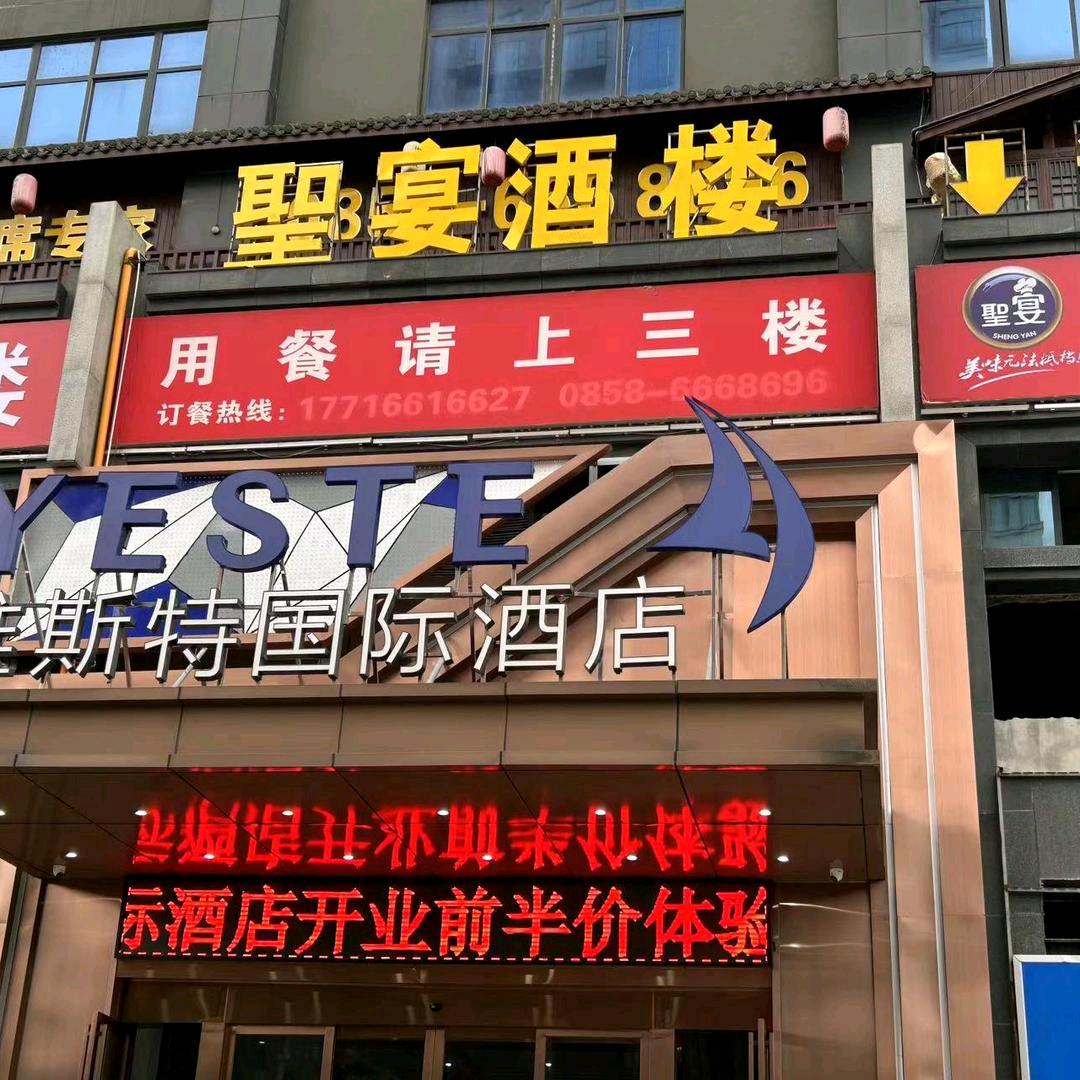 聖宴酒楼
席专家
用餐请上三楼
订餐热线：17716616627 0858-6668696
聖宴
SHENG YAN
美味无法抵挡
YESTE
斯特国际酒店
际酒店开业前半价体验